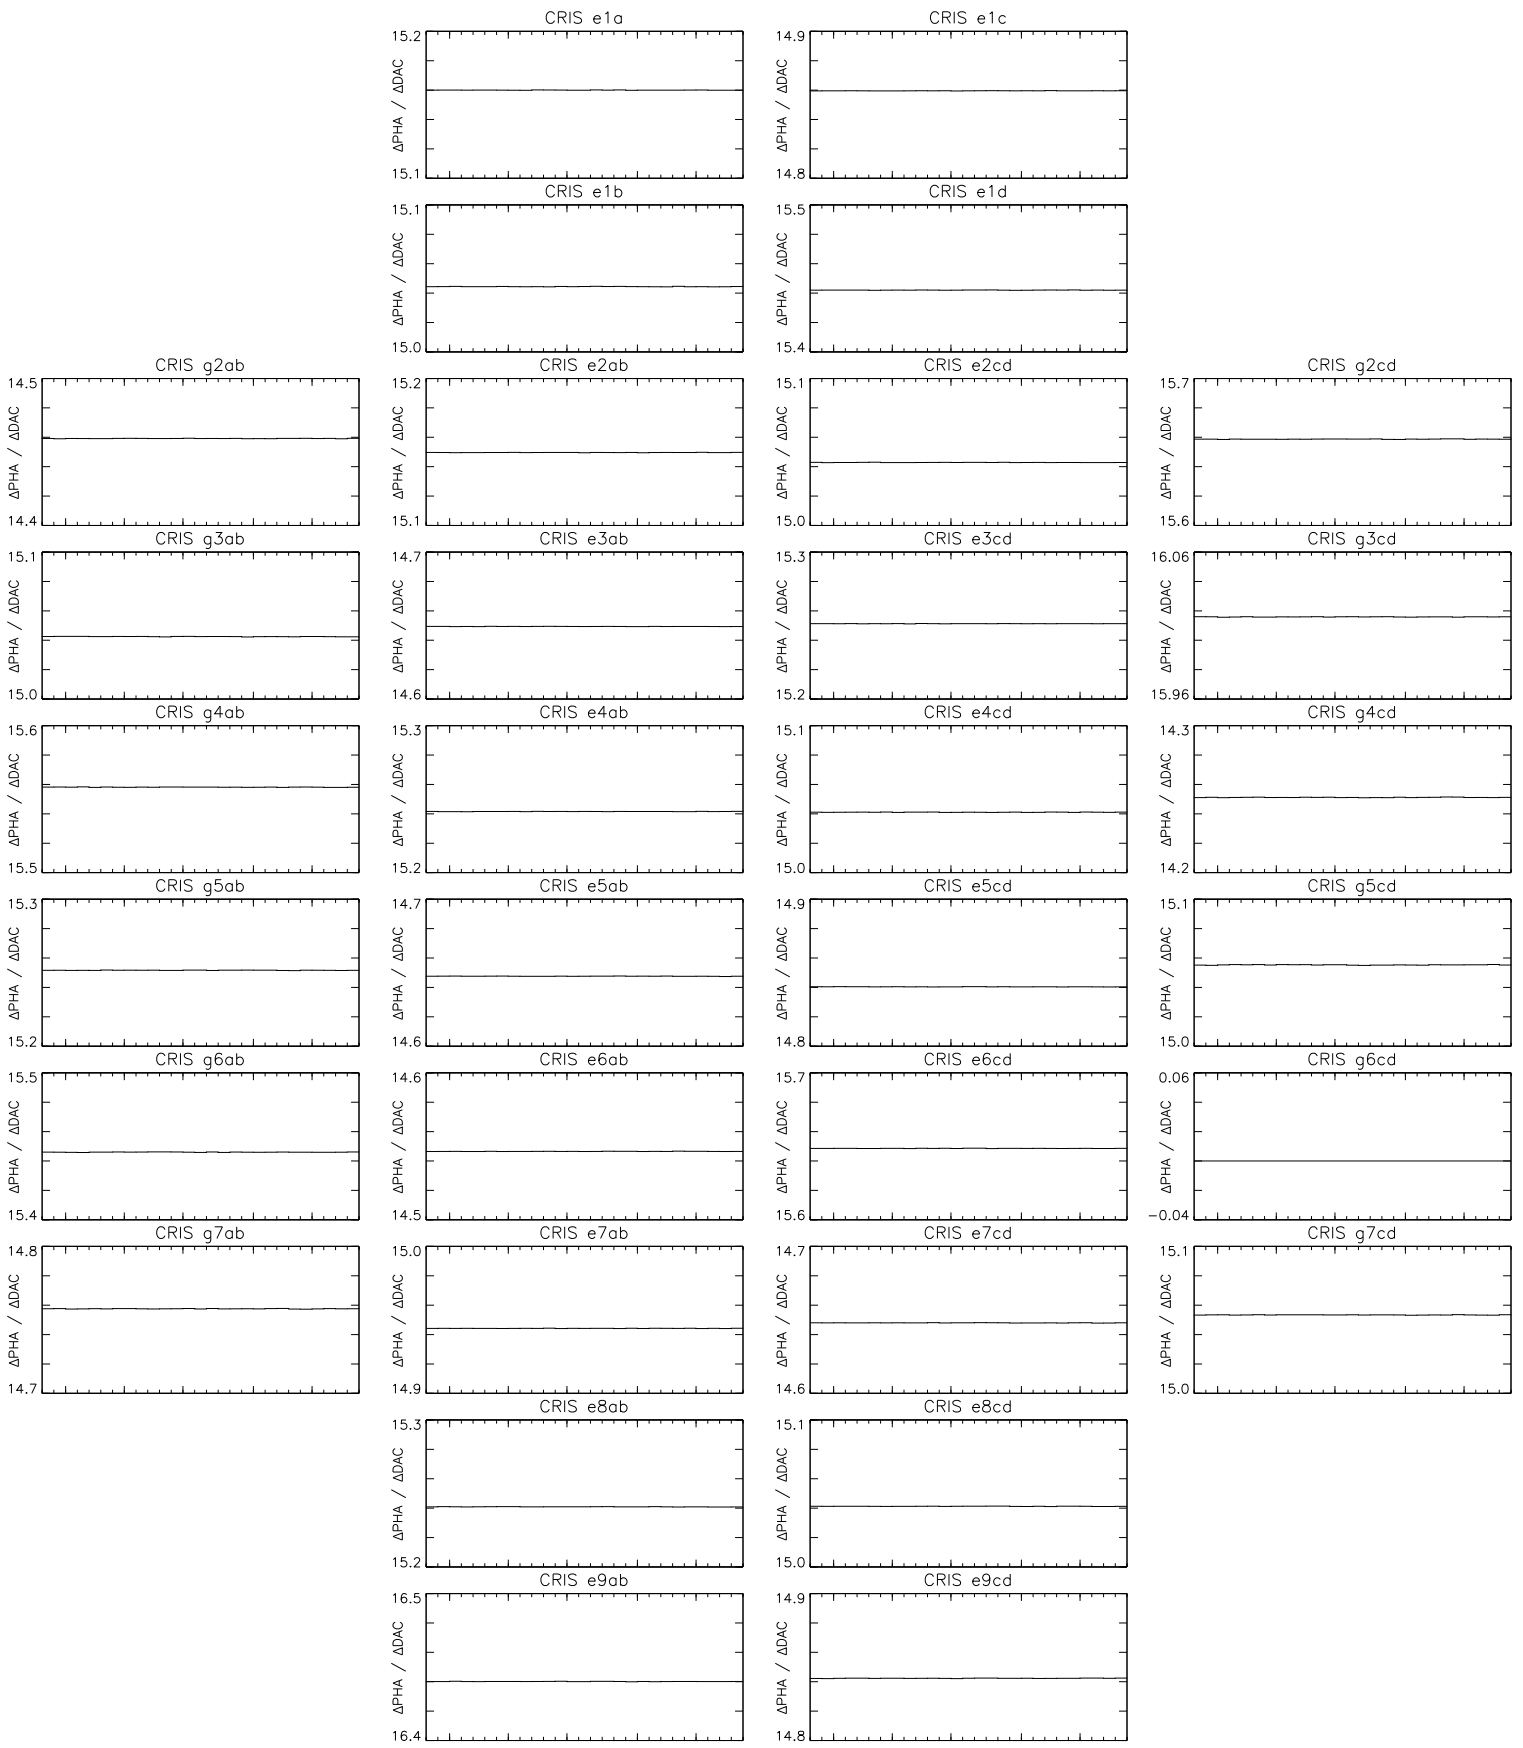 CRIS e1a
15.2
ΔPHA / ΔDAC
15.1
CRIS e1c
14.9
ΔPHA / ΔDAC
14.8
CRIS e1b
15.1
ΔPHA / ΔDAC
15.0
CRIS e1d
15.5
ΔPHA / ΔDAC
15.4
CRIS g2ab
14.5
ΔPHA / ΔDAC
14.4
CRIS e2ab
15.2
ΔPHA / ΔDAC
15.1
CRIS e2cd
15.1
ΔPHA / ΔDAC
15.0
CRIS g2cd
15.7
ΔPHA / ΔDAC
15.6
CRIS g3ab
15.1
ΔPHA / ΔDAC
15.0
CRIS e3ab
14.7
ΔPHA / ΔDAC
14.6
CRIS e3cd
15.3
ΔPHA / ΔDAC
15.2
CRIS g3cd
16.06
ΔPHA / ΔDAC
15.96
CRIS g4ab
15.6
ΔPHA / ΔDAC
15.5
CRIS e4ab
15.3
ΔPHA / ΔDAC
15.2
CRIS e4cd
15.1
ΔPHA / ΔDAC
15.0
CRIS g4cd
14.3
ΔPHA / ΔDAC
14.2
CRIS g5ab
15.3
ΔPHA / ΔDAC
15.2
CRIS e5ab
14.7
ΔPHA / ΔDAC
14.6
CRIS e5cd
14.9
ΔPHA / ΔDAC
14.8
CRIS g5cd
15.1
ΔPHA / ΔDAC
15.0
CRIS g6ab
15.5
ΔPHA / ΔDAC
15.4
CRIS e6ab
14.6
ΔPHA / ΔDAC
14.5
CRIS e6cd
15.7
ΔPHA / ΔDAC
15.6
CRIS g6cd
0.06
ΔPHA / ΔDAC
−0.04
CRIS g7ab
14.8
ΔPHA / ΔDAC
14.7
CRIS e7ab
15.0
ΔPHA / ΔDAC
14.9
CRIS e7cd
14.7
ΔPHA / ΔDAC
14.6
CRIS g7cd
15.1
ΔPHA / ΔDAC
15.0
CRIS e8ab
15.3
ΔPHA / ΔDAC
15.2
CRIS e8cd
15.1
ΔPHA / ΔDAC
15.0
CRIS e9ab
16.5
ΔPHA / ΔDAC
16.4
CRIS e9cd
14.9
ΔPHA / ΔDAC
14.8